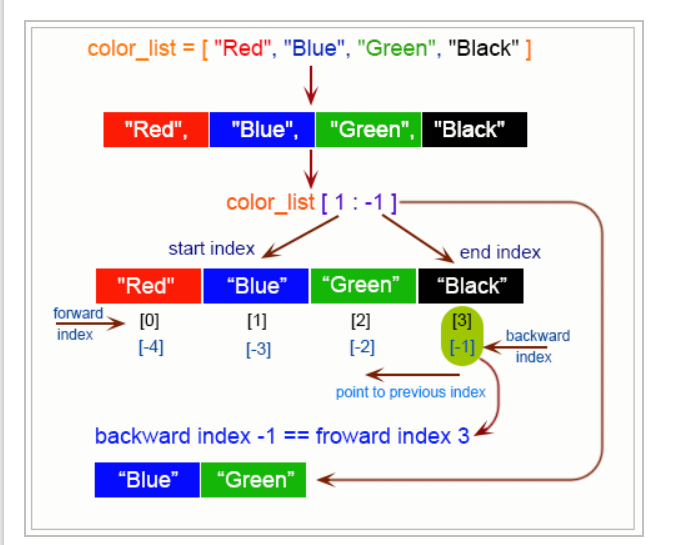 color_list = [ "Red", "Blue", "Green", "Black" ]
"Red", "Blue", "Green", "Black"
color_list [ 1 : -1 ]
start index
end index
"Red" “Blue” “Green” “Black”
forward index
[0] [1] [2] [3]
[-4] [-3] [-2] [-1]
backward index
point to previous index
backward index -1 == froward index 3
“Blue” “Green”